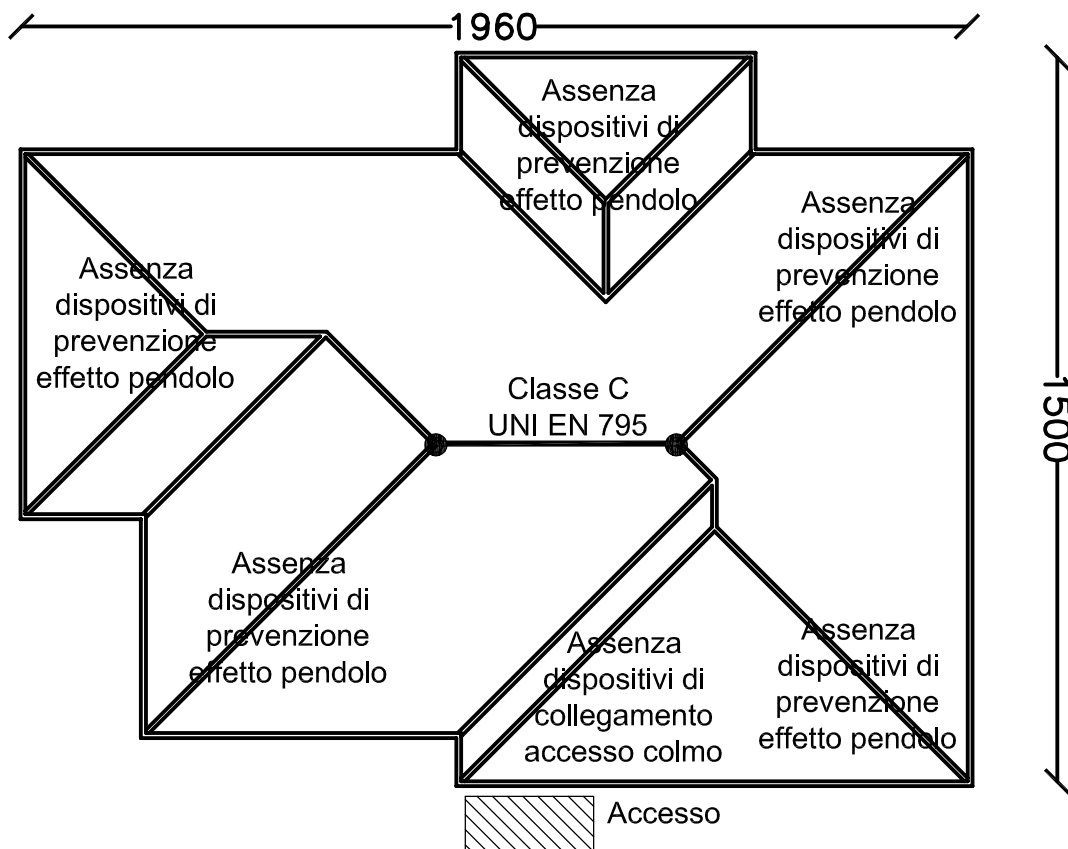 1960
Assenza
dispositivi di
prevenzione
effetto pendolo
Assenza
dispositivi di
prevenzione
effetto pendolo
Assenza
dispositivi di
prevenzione
effetto pendolo
Classe C
UNI EN 795
1500
Assenza
dispositivi di
prevenzione
effetto pendolo
Assenza
dispositivi di
collegamento
accesso colmo
Assenza
dispositivi di
prevenzione
effetto pendolo
Accesso